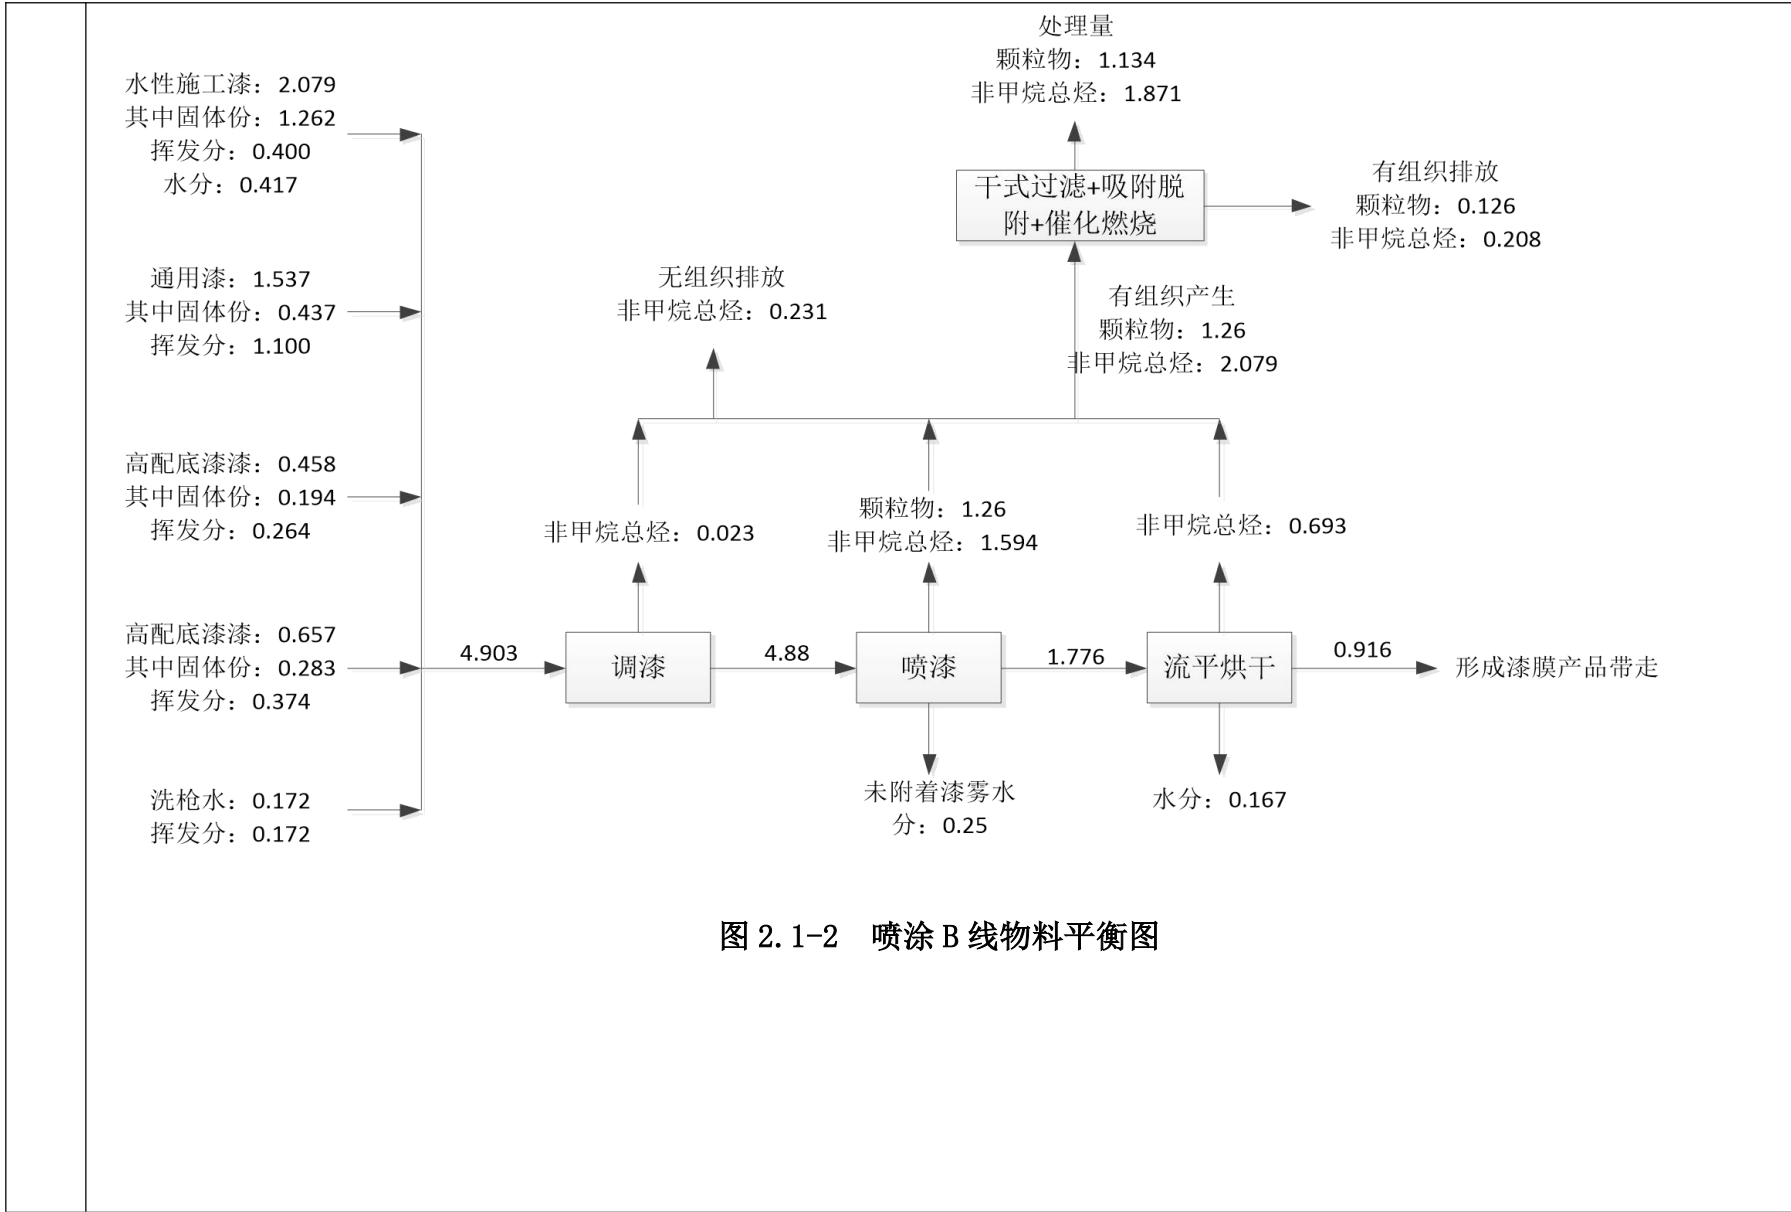 处理量
颗粒物：1.134
非甲烷总烃：1.871
水性施工漆：2.079
其中固体份：1.262
挥发分：0.400
水分：0.417
干式过滤+吸附脱
附+催化燃烧
有组织排放
颗粒物：0.126
非甲烷总烃：0.208
通用漆：1.537
其中固体份：0.437
挥发分：1.100
无组织排放
非甲烷总烃：0.231
有组织产生
颗粒物：1.26
非甲烷总烃：2.079
高配底漆漆：0.458
其中固体份：0.194
挥发分：0.264
非甲烷总烃：0.023
颗粒物：1.26
非甲烷总烃：1.594
非甲烷总烃：0.693
高配底漆漆：0.657
其中固体份：0.283
挥发分：0.374
4.903
调漆
4.88
喷漆
1.776
流平烘干
0.916
形成漆膜产品带走
洗枪水：0.172
挥发分：0.172
未附着漆雾水
分：0.25
水分：0.167
图 2.1-2 喷涂 B 线物料平衡图